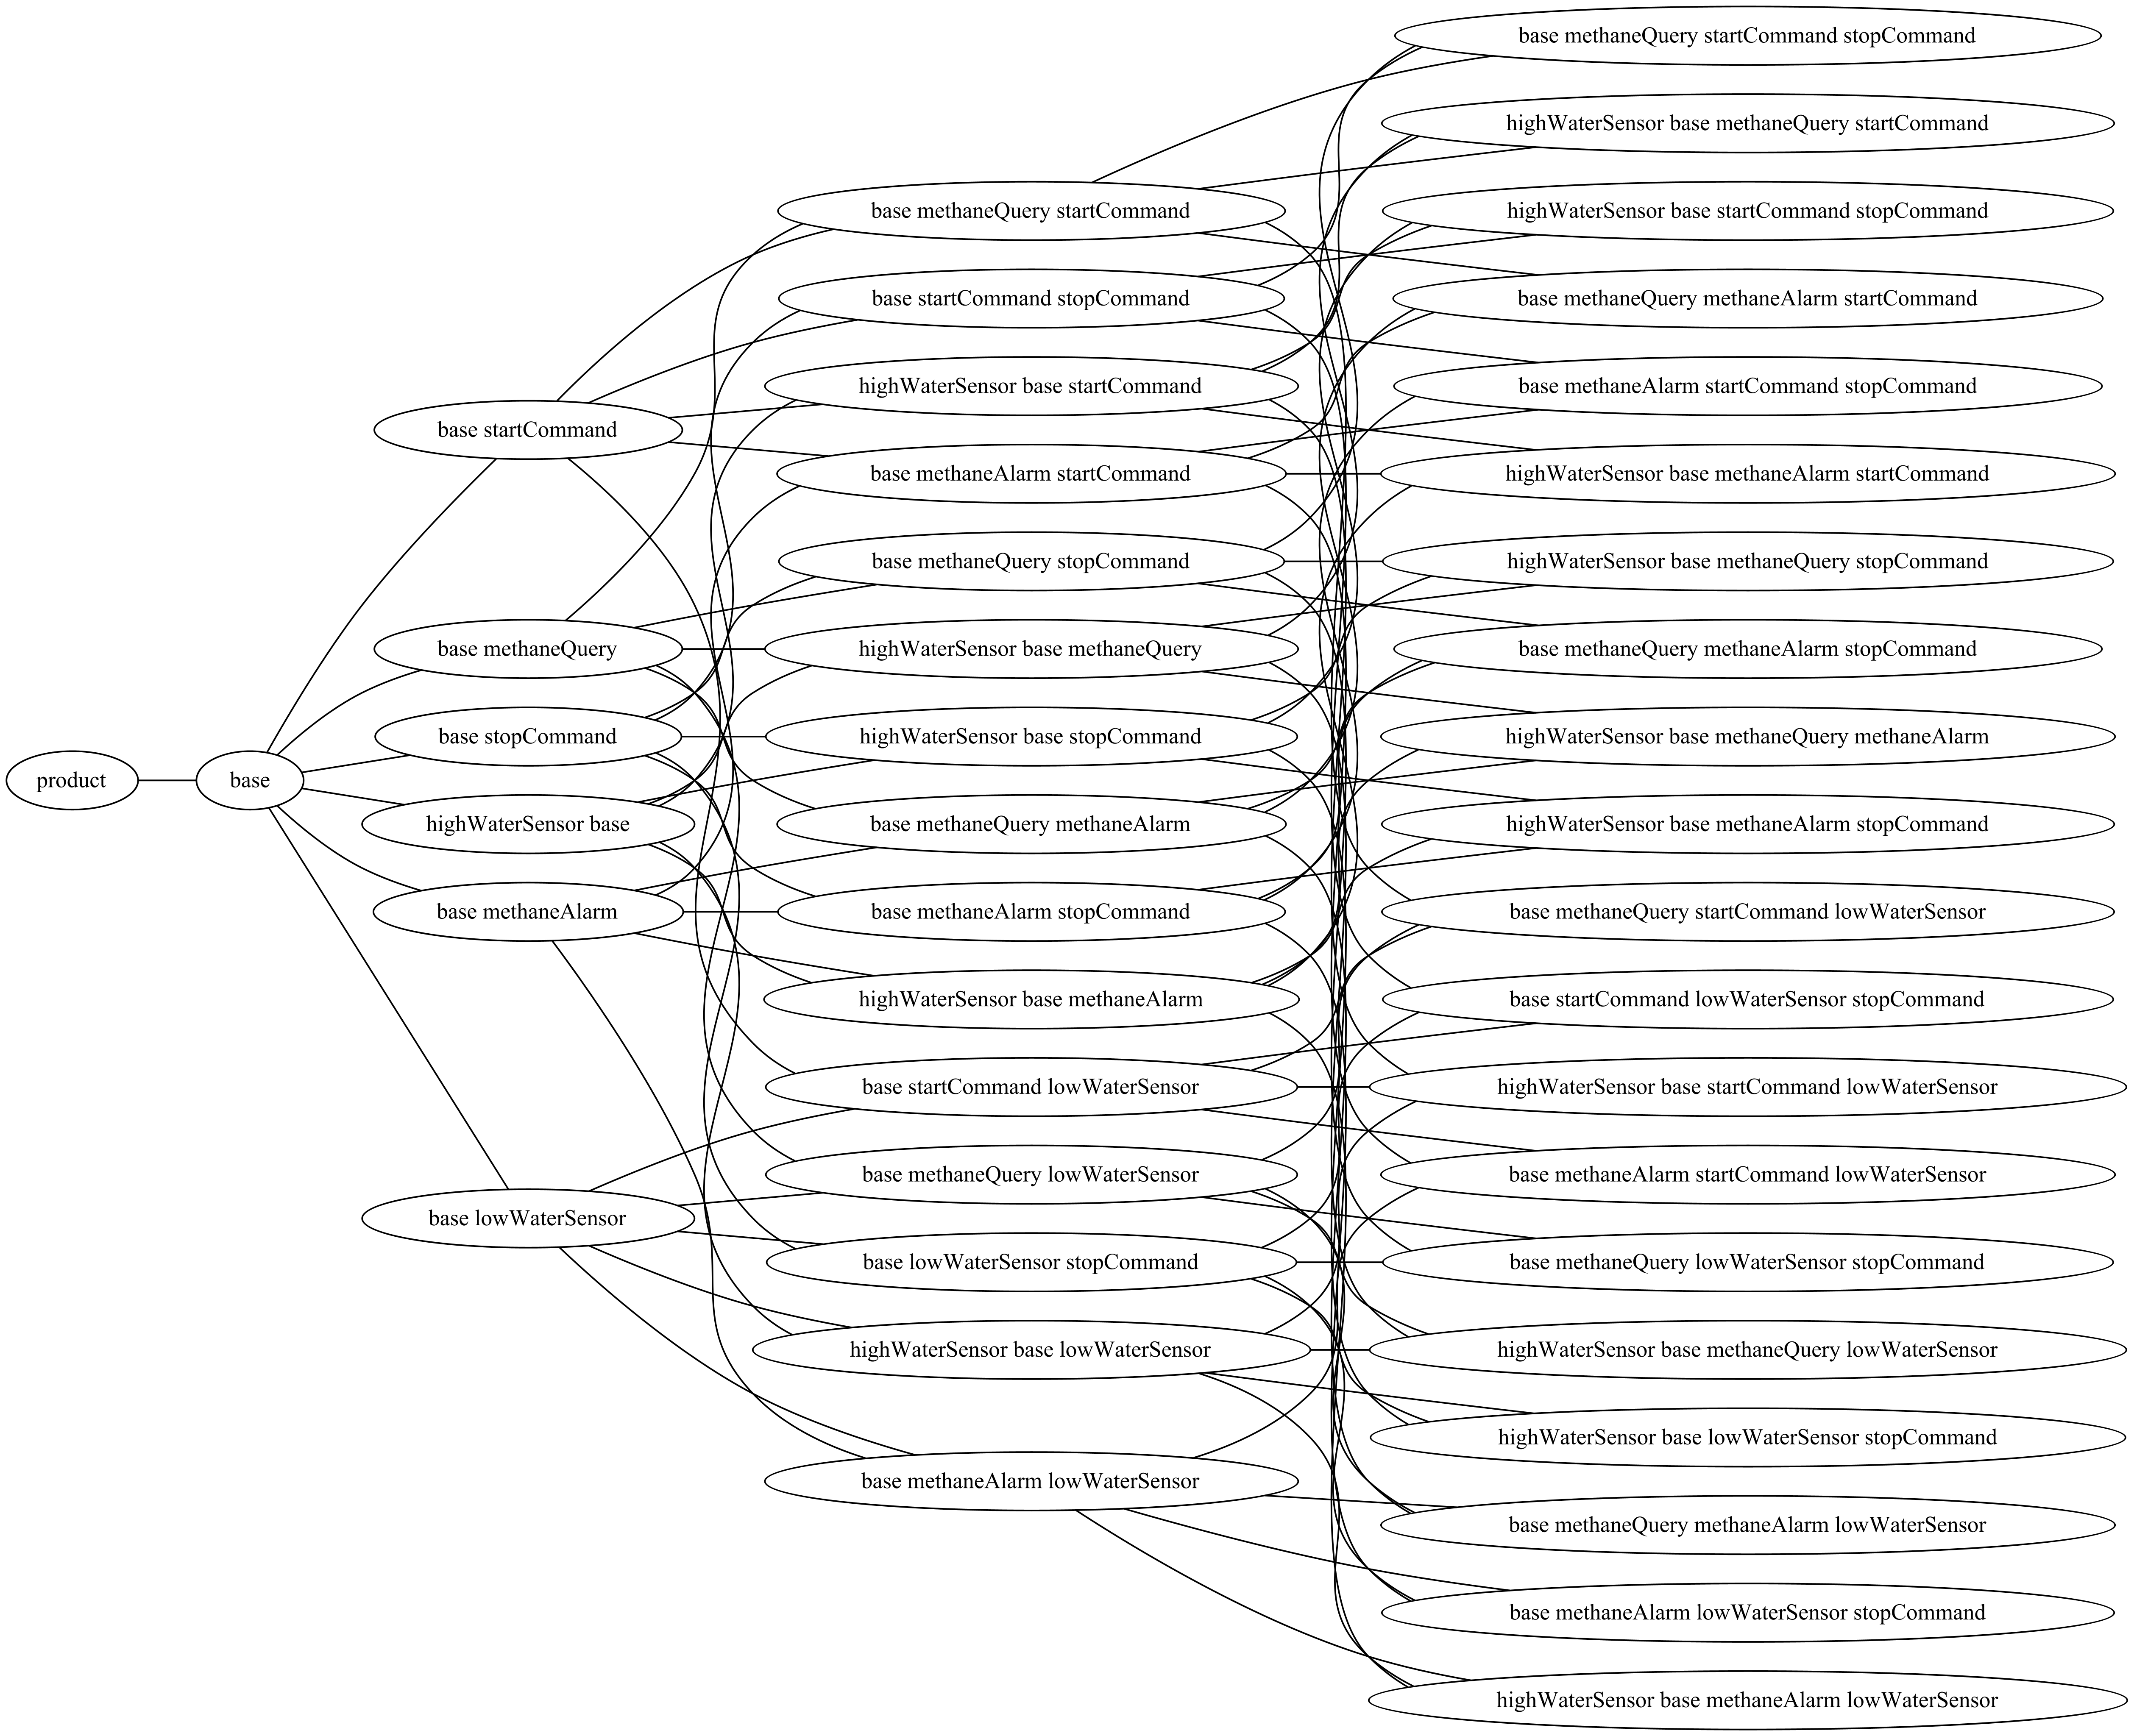 product
base
base startCommand
base methaneQuery
base stopCommand
highWaterSensor base
base methaneAlarm
base lowWaterSensor
base methaneQuery startCommand
base startCommand stopCommand
highWaterSensor base startCommand
base methaneAlarm startCommand
base methaneQuery stopCommand
highWaterSensor base methaneQuery
highWaterSensor base stopCommand
base methaneQuery methaneAlarm
base methaneAlarm stopCommand
highWaterSensor base methaneAlarm
base startCommand lowWaterSensor
base methaneQuery lowWaterSensor
base lowWaterSensor stopCommand
highWaterSensor base lowWaterSensor
base methaneAlarm lowWaterSensor
base methaneQuery startCommand stopCommand
highWaterSensor base methaneQuery startCommand
highWaterSensor base startCommand stopCommand
base methaneQuery methaneAlarm startCommand
base methaneAlarm startCommand stopCommand
highWaterSensor base methaneAlarm startCommand
highWaterSensor base methaneQuery stopCommand
base methaneQuery methaneAlarm stopCommand
highWaterSensor base methaneQuery methaneAlarm
highWaterSensor base methaneAlarm stopCommand
base methaneQuery startCommand lowWaterSensor
base startCommand lowWaterSensor stopCommand
highWaterSensor base startCommand lowWaterSensor
base methaneAlarm startCommand lowWaterSensor
base methaneQuery lowWaterSensor stopCommand
highWaterSensor base methaneQuery lowWaterSensor
highWaterSensor base lowWaterSensor stopCommand
base methaneQuery methaneAlarm lowWaterSensor
base methaneAlarm lowWaterSensor stopCommand
highWaterSensor base methaneAlarm lowWaterSensor